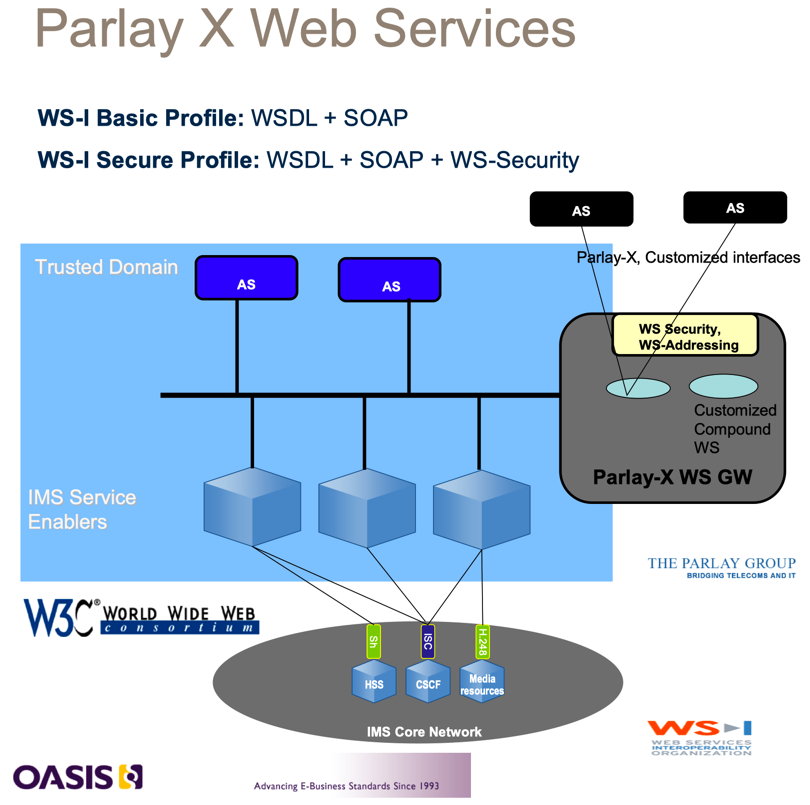 Parlay X Web Services
WS-I Basic Profile: WSDL + SOAP
WS-I Secure Profile: WSDL + SOAP + WS-Security
AS
AS
Parlay-X, Customized interfaces
Trusted Domain
AS
AS
WS Security,
WS-Addressing
Customized
Compound
WS
Parlay-X WS GW
IMS Service
Enablers
THE PARLAY GROUP
BRIDGING TELECOMS AND IT
W3C® WORLD WIDE WEB
consortium
Sh
ISC
H.248
HSS
CSCF
Media
resources
IMS Core Network
WS-I
WEB SERVICES
INTEROPERABILITY
ORGANIZATION
OASIS
Advancing E-Business Standards Since 1993